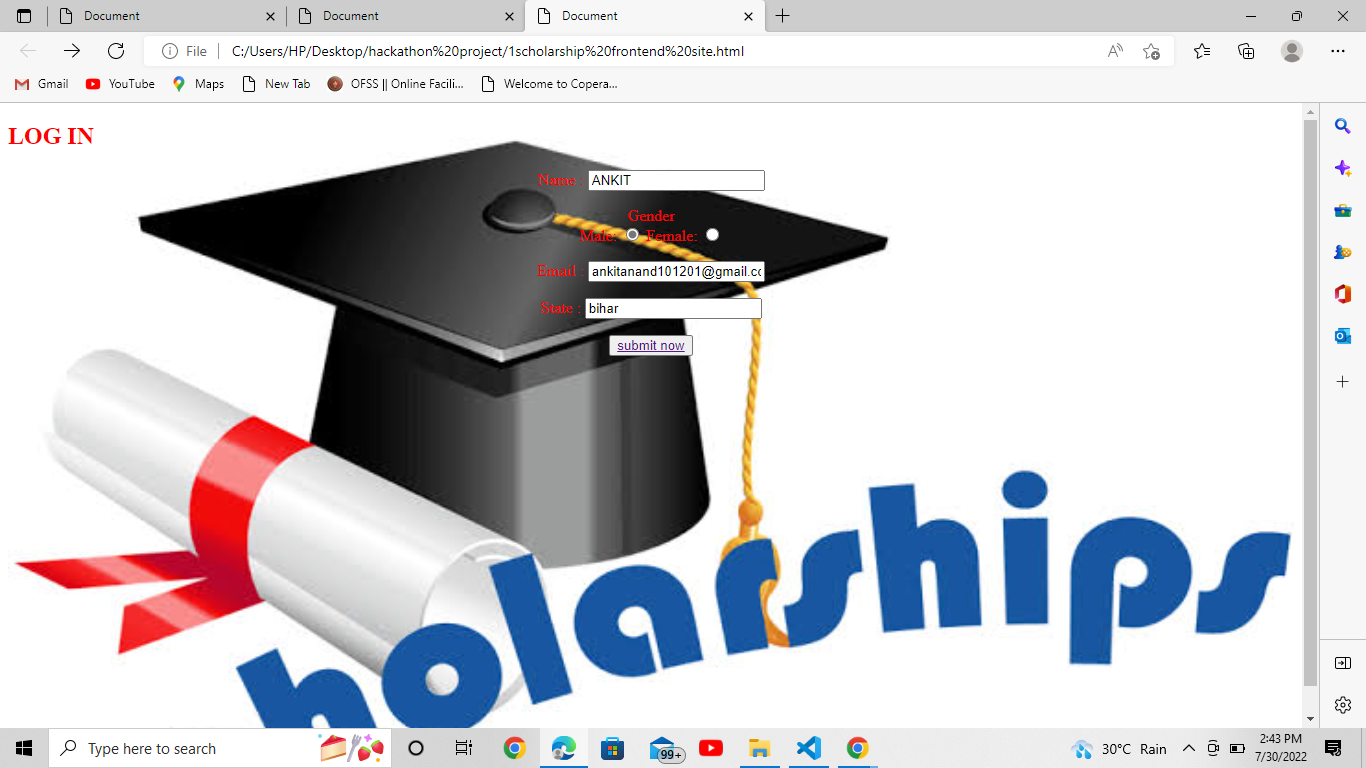 Document Document Document
File C:/Users/HP/Desktop/hackathon%20project/1scholarship%20frontend%20site.html
Gmail YouTube Maps New Tab OFSS || Online Facili... Welcome to Copera...
LOG IN
Name : ANKIT
Gender
Male: Female:
Email : ankitanand101201@gmail.co
State : bihar
submit now
holarships
Type here to search
99+
30°C Rain
2:43 PM
7/30/2022